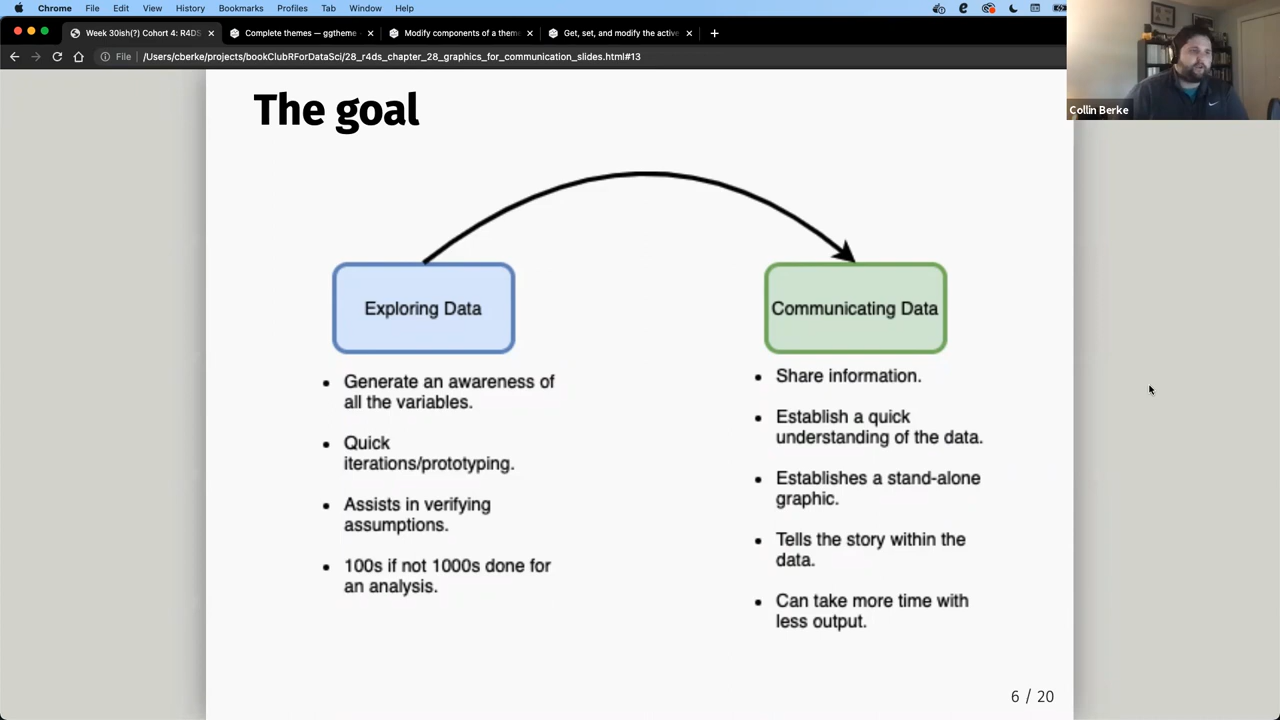 Chrome File Edit View History Bookmarks Profiles Tab Window Help
Week 30ish(?) Cohort 4: R4DS
Complete themes — ggtheme
Modify components of a them
Get, set, and modify the active
File /Users/cberke/projects/bookClubRForDataSci/28_r4ds_chapter_28_graphics_for_communication_slides.html#13
Collin Berke
The goal
Exploring Data
• Generate an awareness of
all the variables.
• Quick
iterations/prototyping.
• Assists in verifying
assumptions.
• 100s if not 1000s done for
an analysis.
Communicating Data
• Share information.
• Establish a quick
understanding of the data.
• Establishes a stand-alone
graphic.
• Tells the story within the
data.
• Can take more time with
less output.
6 / 20